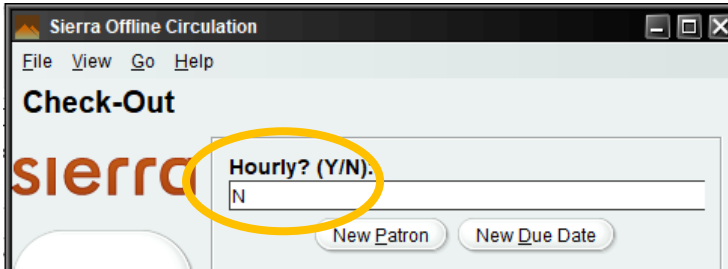 Sierra Offline Circulation
File View Go Help
Check-Out
sierra
Hourly? (Y/N):
N
New Patron New Due Date